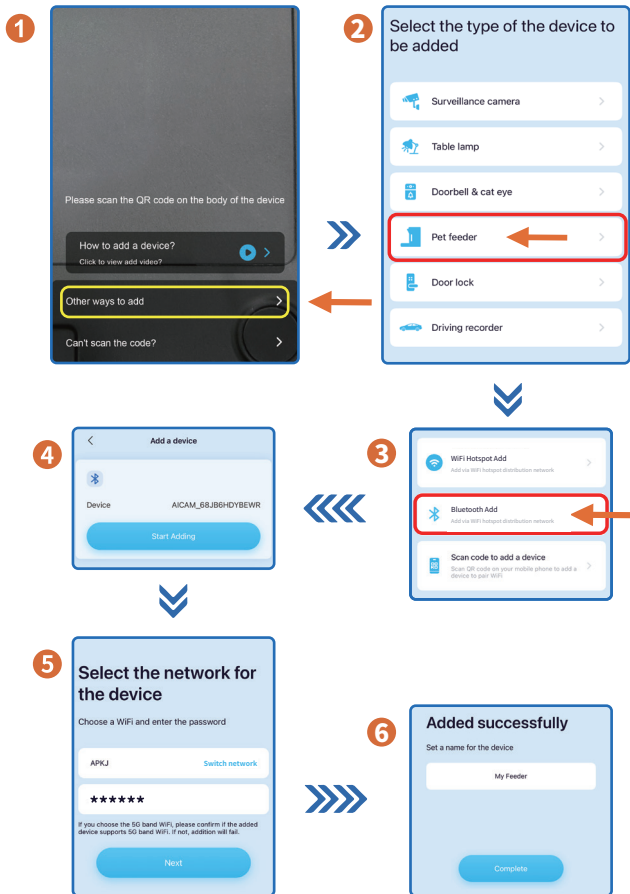 1
Please scan the QR code on the body of the device
How to add a device?
Click to view add video?
Other ways to add
Can't scan the code?
2
Select the type of the device to
be added
Surveillance camera
Table lamp
Doorbell & cat eye
Pet feeder
Door lock
Driving recorder
3
WiFi Hotspot Add
Add via WiFi hotspot distribution network
Bluetooth Add
Add via WiFi hotspot distribution network
Scan code to add a device
Scan QR code on your mobile phone to add a
device to pair WiFi
4
Add a device
Device AICAM_68JB6HDYBEWR
Start Adding
5
Select the network for
the device
Choose a WiFi and enter the password
APKJ Switch network
******
If you choose the 5G band WiFi, please confirm if the added
device supports 5G band WiFi. If not, addition will fail.
Next
6
Added successfully
Set a name for the device
My Feeder
Complete